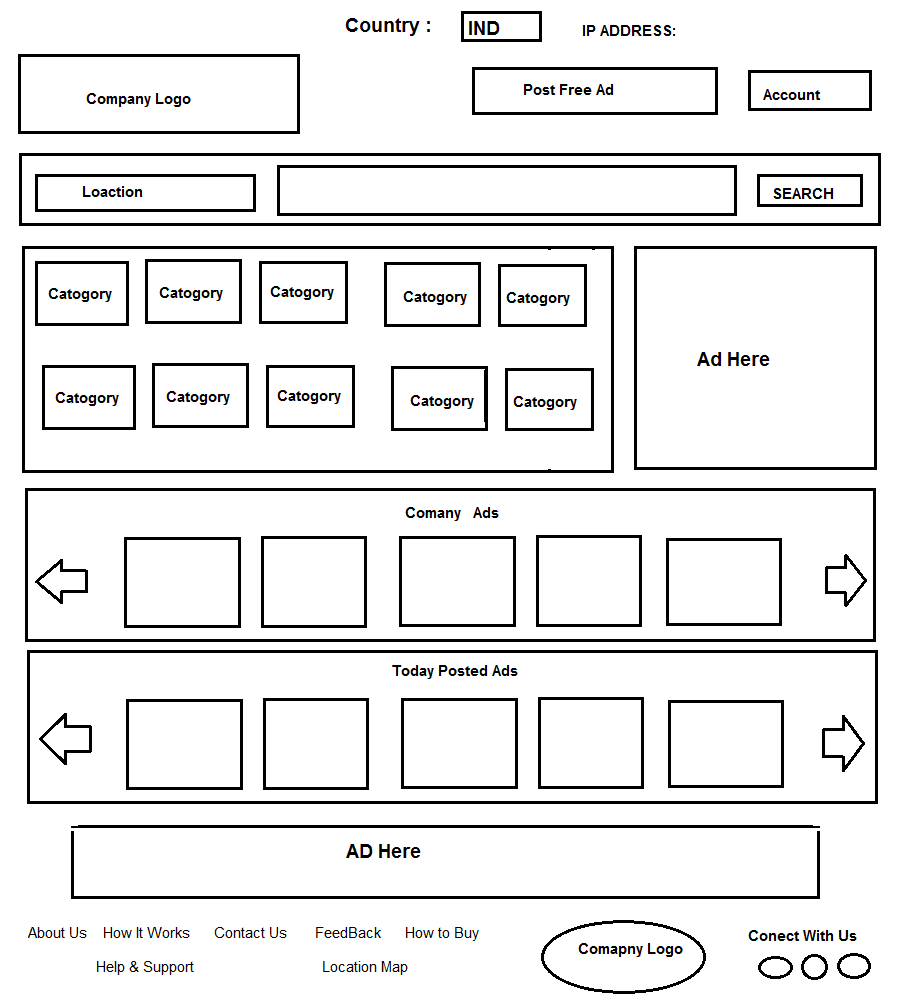 Country : IND IP ADDRESS:
Company Logo Post Free Ad Account
Loaction SEARCH
Catogory Catogory Catogory Catogory Catogory
Ad Here
Catogory Catogory Catogory Catogory Catogory
Comany Ads
Today Posted Ads
AD Here
About Us How It Works Contact Us FeedBack How to Buy
Help & Support Location Map
Comapny Logo
Conect With Us